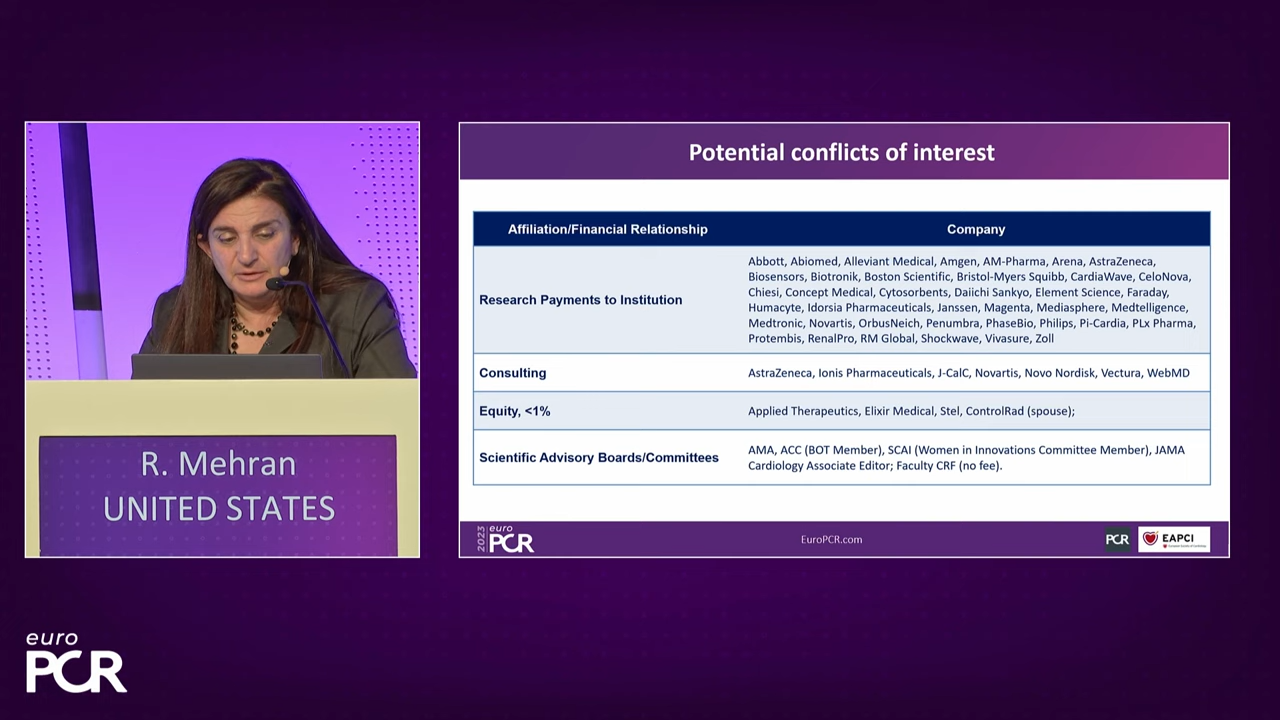 R. Mehran
UNITED STATES
Potential conflicts of interest
Affiliation/Financial Relationship
Company
Research Payments to Institution
Abbott, Abiomed, Alleviant Medical, Amgen, AM-Pharma, Arena, AstraZeneca,
Biosensors, Biotronik, Boston Scientific, Bristol-Myers Squibb, CardiaWave, CeloNova,
Chiesi, Concept Medical, Cytosorbents, Daiichi Sankyo, Element Science, Faraday,
Humacyte, Idorsia Pharmaceuticals, Janssen, Magenta, Mediasphere, Medtelligence,
Medtronic, Novartis, OrbusNeich, Penumbra, PhaseBio, Philips, Pi-Cardia, PLx Pharma,
Protembis, RenalPro, RM Global, Shockwave, Vivasure, Zoll
Consulting
AstraZeneca, Ionis Pharmaceuticals, J-CalC, Novartis, Novo Nordisk, Vectura, WebMD
Equity, <1%
Applied Therapeutics, Elixir Medical, Stel, ControlRad (spouse);
Scientific Advisory Boards/Committees
AMA, ACC (BOT Member), SCAI (Women in Innovations Committee Member), JAMA
Cardiology Associate Editor; Faculty CRF (no fee).
2023
euro
PCR
EuroPCR.com
PCR
EAPCI
euro
PCR